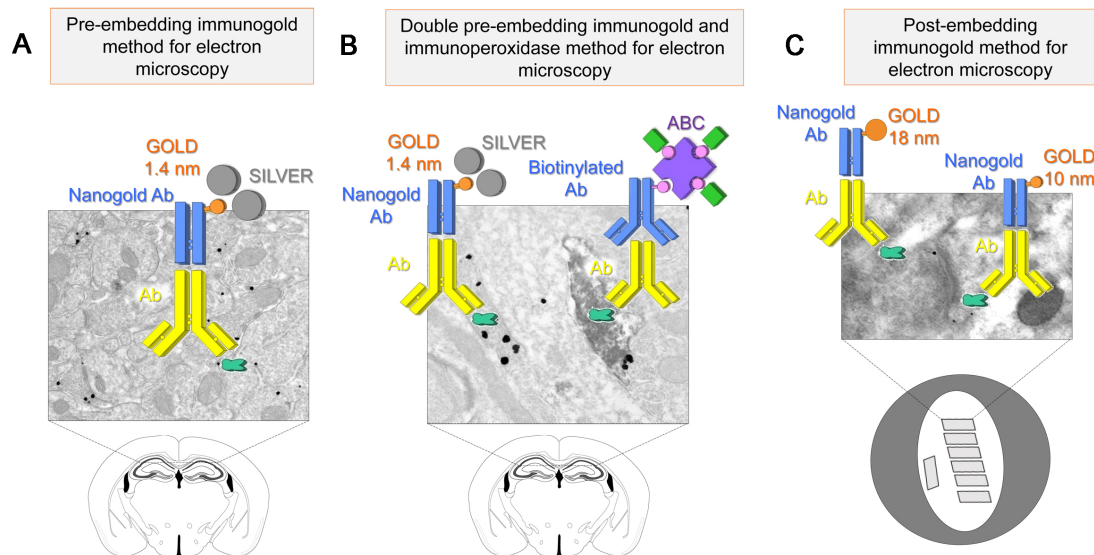 A
Pre-embedding immunogold
method for electron
microscopy
GOLD
1.4 nm
SILVER
Nanogold Ab
Ab
B
Double pre-embedding immunogold and
immunoperoxidase method for electron
microscopy
GOLD
1.4 nm
SILVER
Nanogold
Ab
Ab
ABC
Biotinylated
Ab
Ab
C
Post-embedding
immunogold method for
electron microscopy
Nanogold
Ab
GOLD
18 nm
Ab
Nanogold
Ab
GOLD
10 nm
Ab